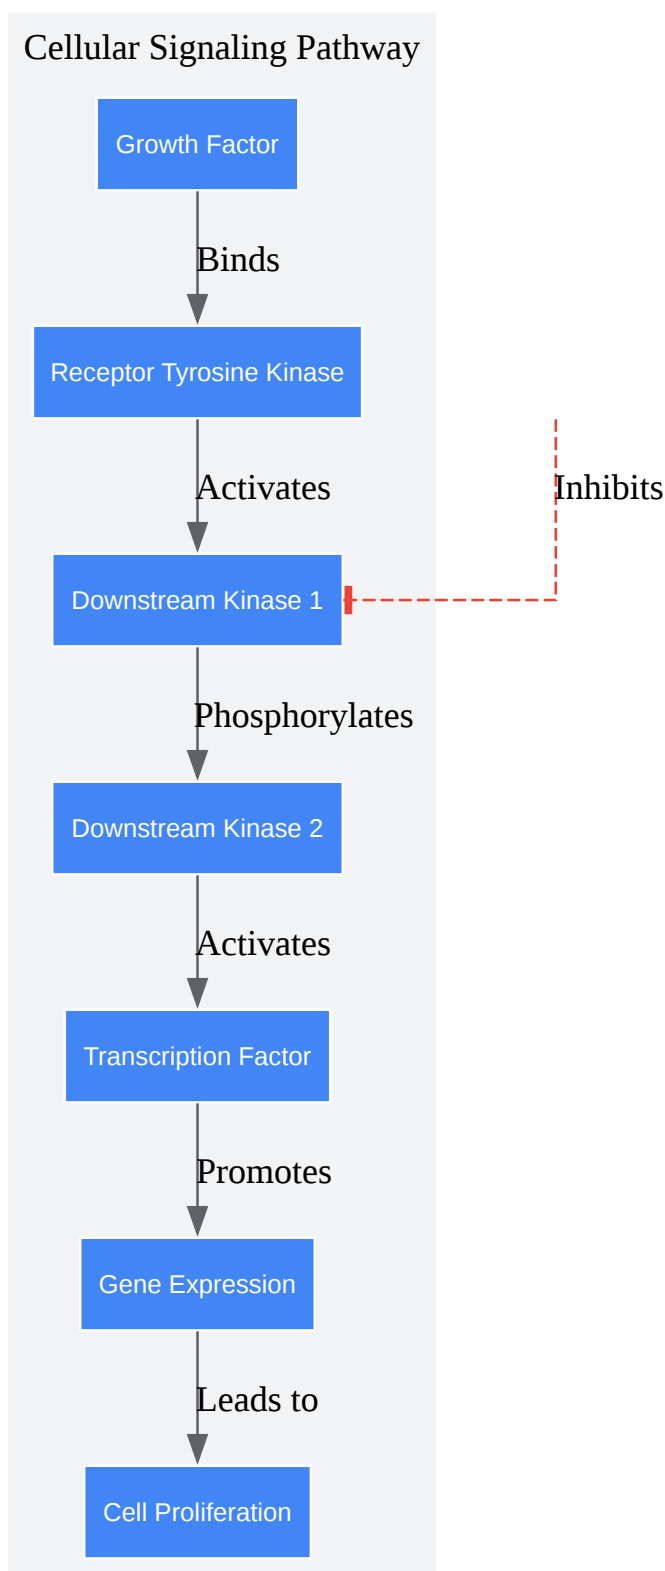 Cellular Signaling Pathway
Growth Factor
Binds
Receptor Tyrosine Kinase
Activates
Inhibits
Downstream Kinase 1
Phosphorylates
Downstream Kinase 2
Activates
Transcription Factor
Promotes
Gene Expression
Leads to
Cell Proliferation